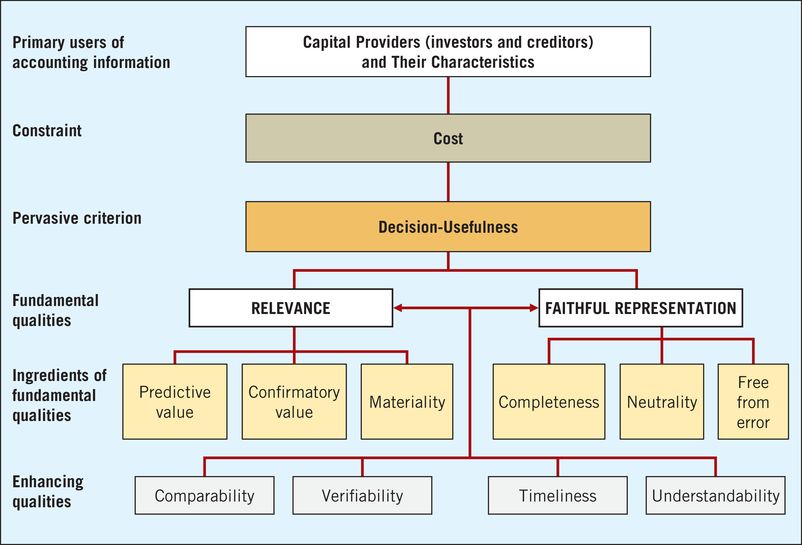 Primary users of
accounting information
Capital Providers (investors and creditors)
and Their Characteristics
Constraint
Cost
Pervasive criterion
Decision-Usefulness
Fundamental
qualities
RELEVANCE
FAITHFUL REPRESENTATION
Ingredients of
fundamental
qualities
Predictive
value
Confirmatory
value
Materiality
Completeness
Neutrality
Free
from
error
Enhancing
qualities
Comparability
Verifiability
Timeliness
Understandability